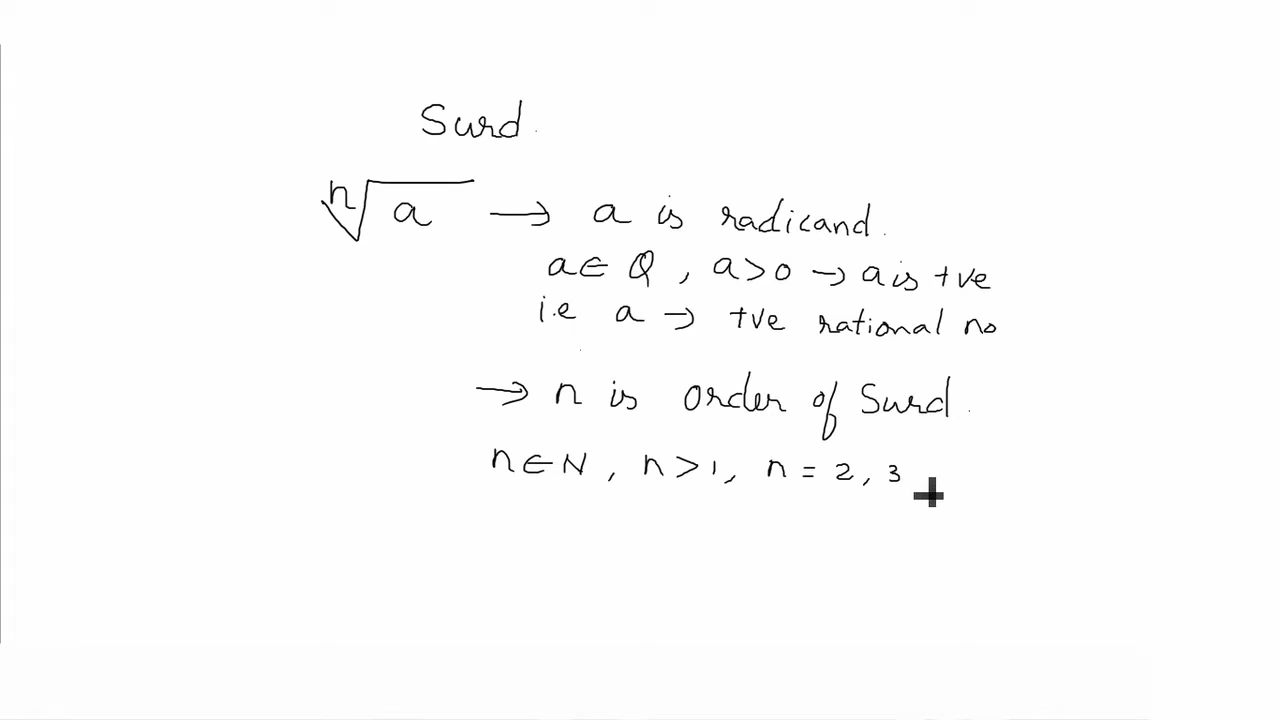 Surd.
ⁿ√a → a is radicand.
a ∈ Q, a > 0 → a is +ve
i.e a → +ve rational no
→ n is order of Surd.
n ∈ N, n > 1, n = 2, 3